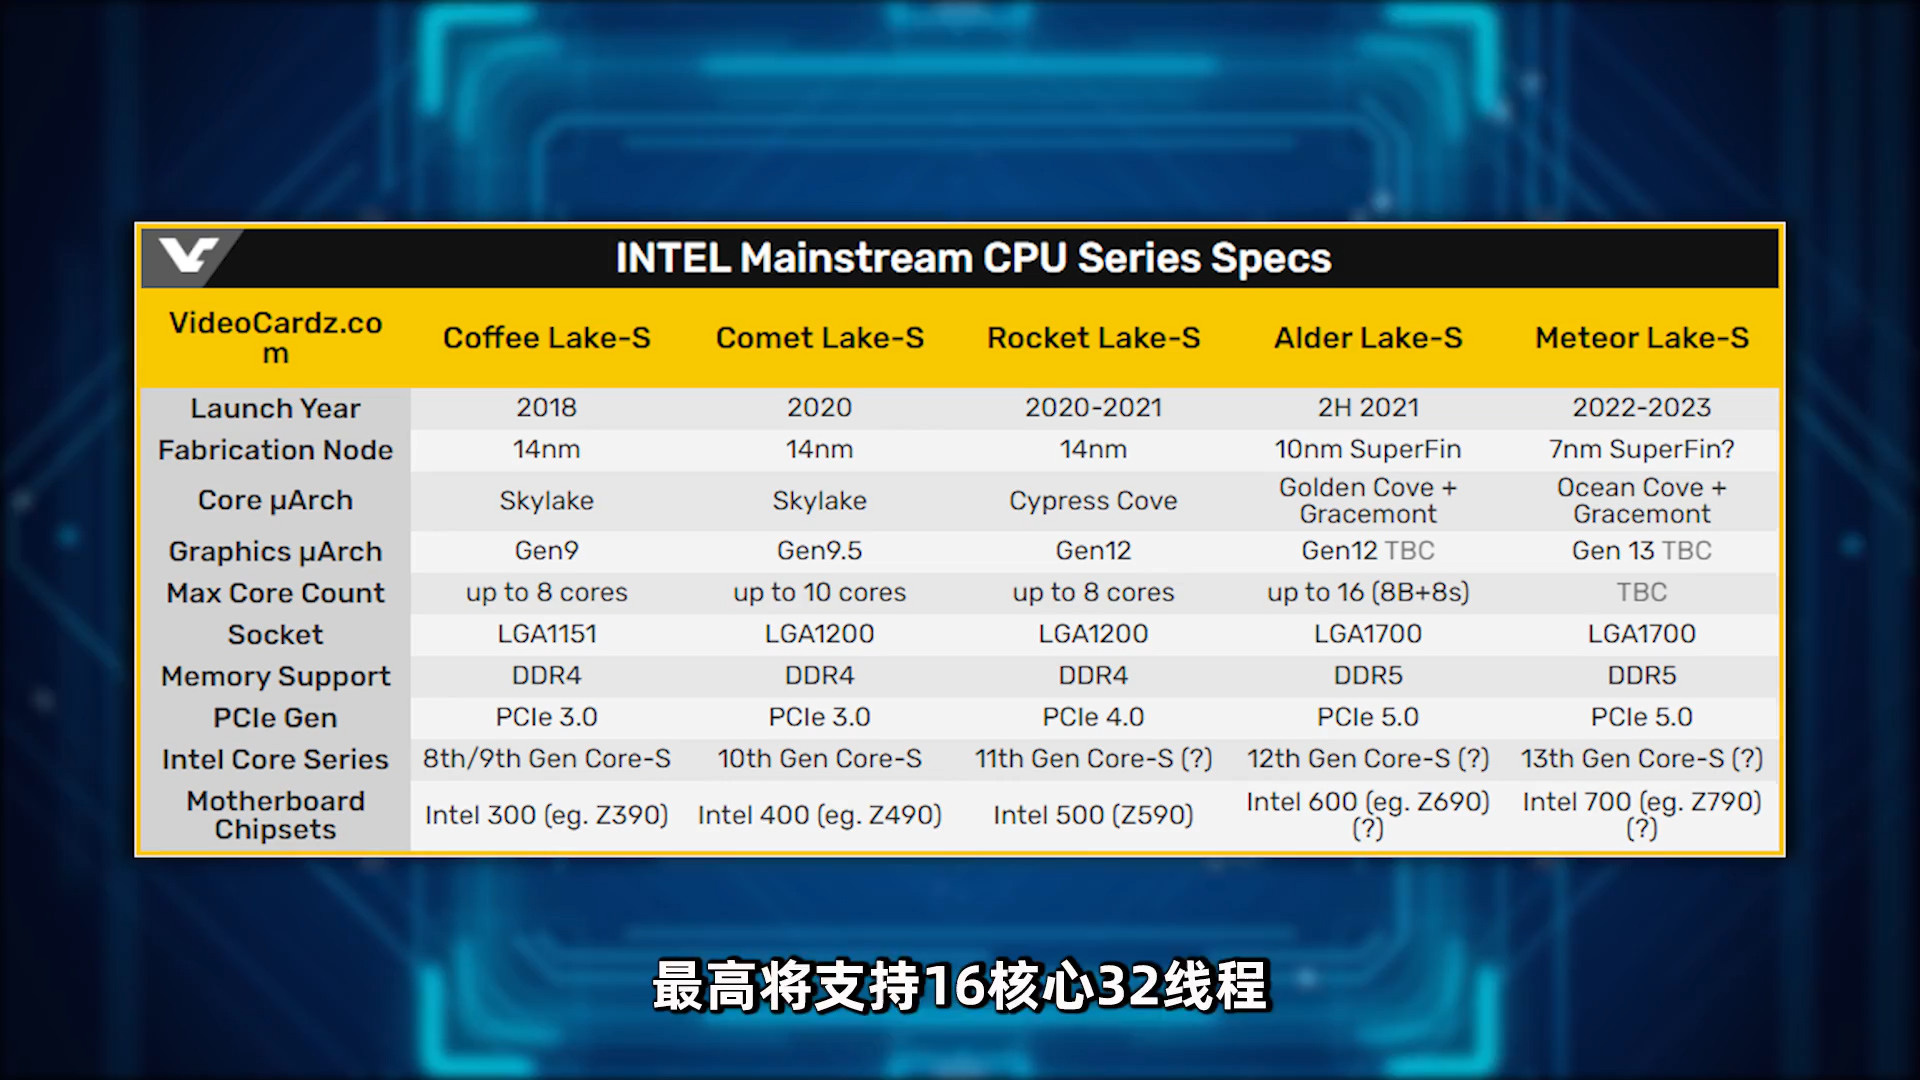 INTEL Mainstream CPU Series Specs
VideoCardz.co
m
Coffee Lake-S Comet Lake-S Rocket Lake-S Alder Lake-S Meteor Lake-S
Launch Year 2018 2020 2020-2021 2H 2021 2022-2023
Fabrication Node 14nm 14nm 14nm 10nm SuperFin 7nm SuperFin?
Core µArch Skylake Skylake Cypress Cove Golden Cove + Gracemont Ocean Cove + Gracemont
Graphics µArch Gen9 Gen9.5 Gen12 Gen12 TBC Gen 13 TBC
Max Core Count up to 8 cores up to 10 cores up to 8 cores up to 16 (8B+8s) TBC
Socket LGA1151 LGA1200 LGA1200 LGA1700 LGA1700
Memory Support DDR4 DDR4 DDR4 DDR5 DDR5
PCIe Gen PCIe 3.0 PCIe 3.0 PCIe 4.0 PCIe 5.0 PCIe 5.0
Intel Core Series 8th/9th Gen Core-S 10th Gen Core-S 11th Gen Core-S (?) 12th Gen Core-S (?) 13th Gen Core-S (?)
Motherboard Chipsets Intel 300 (eg. Z390) Intel 400 (eg. Z490) Intel 500 (Z590) Intel 600 (eg. Z690) (?) Intel 700 (eg. Z790) (?)
最高将支持16核心32线程